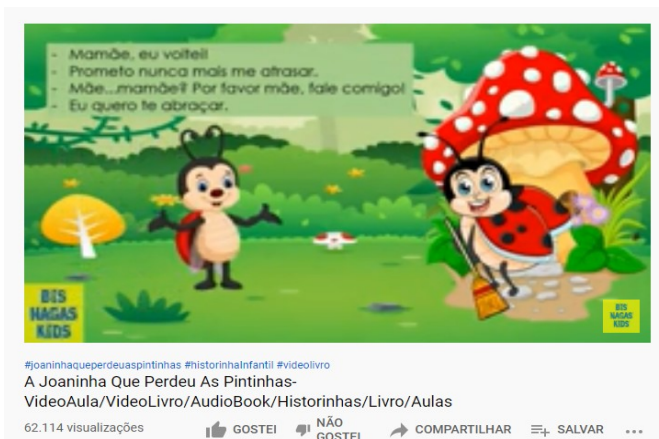 - Mamãe, eu voltei!
- Prometo nunca mais me atrasar.
- Mãe...mamãe? Por favor mãe, fale comigo!
- Eu quero te abraçar.
BIS
NAGAS
KIDS
BIS
NAGAS
KIDS
#joaninhaqueperdeuaspintinhas #historinhaInfantil #videolivro
A Joaninha Que Perdeu As Pintinhas-
VideoAula/VideoLivro/AudioBook/Historinhas/Livro/Aulas
62.114 visualizações GOSTEI NÃO GOSTEI COMPARTILHAR SALVAR ...